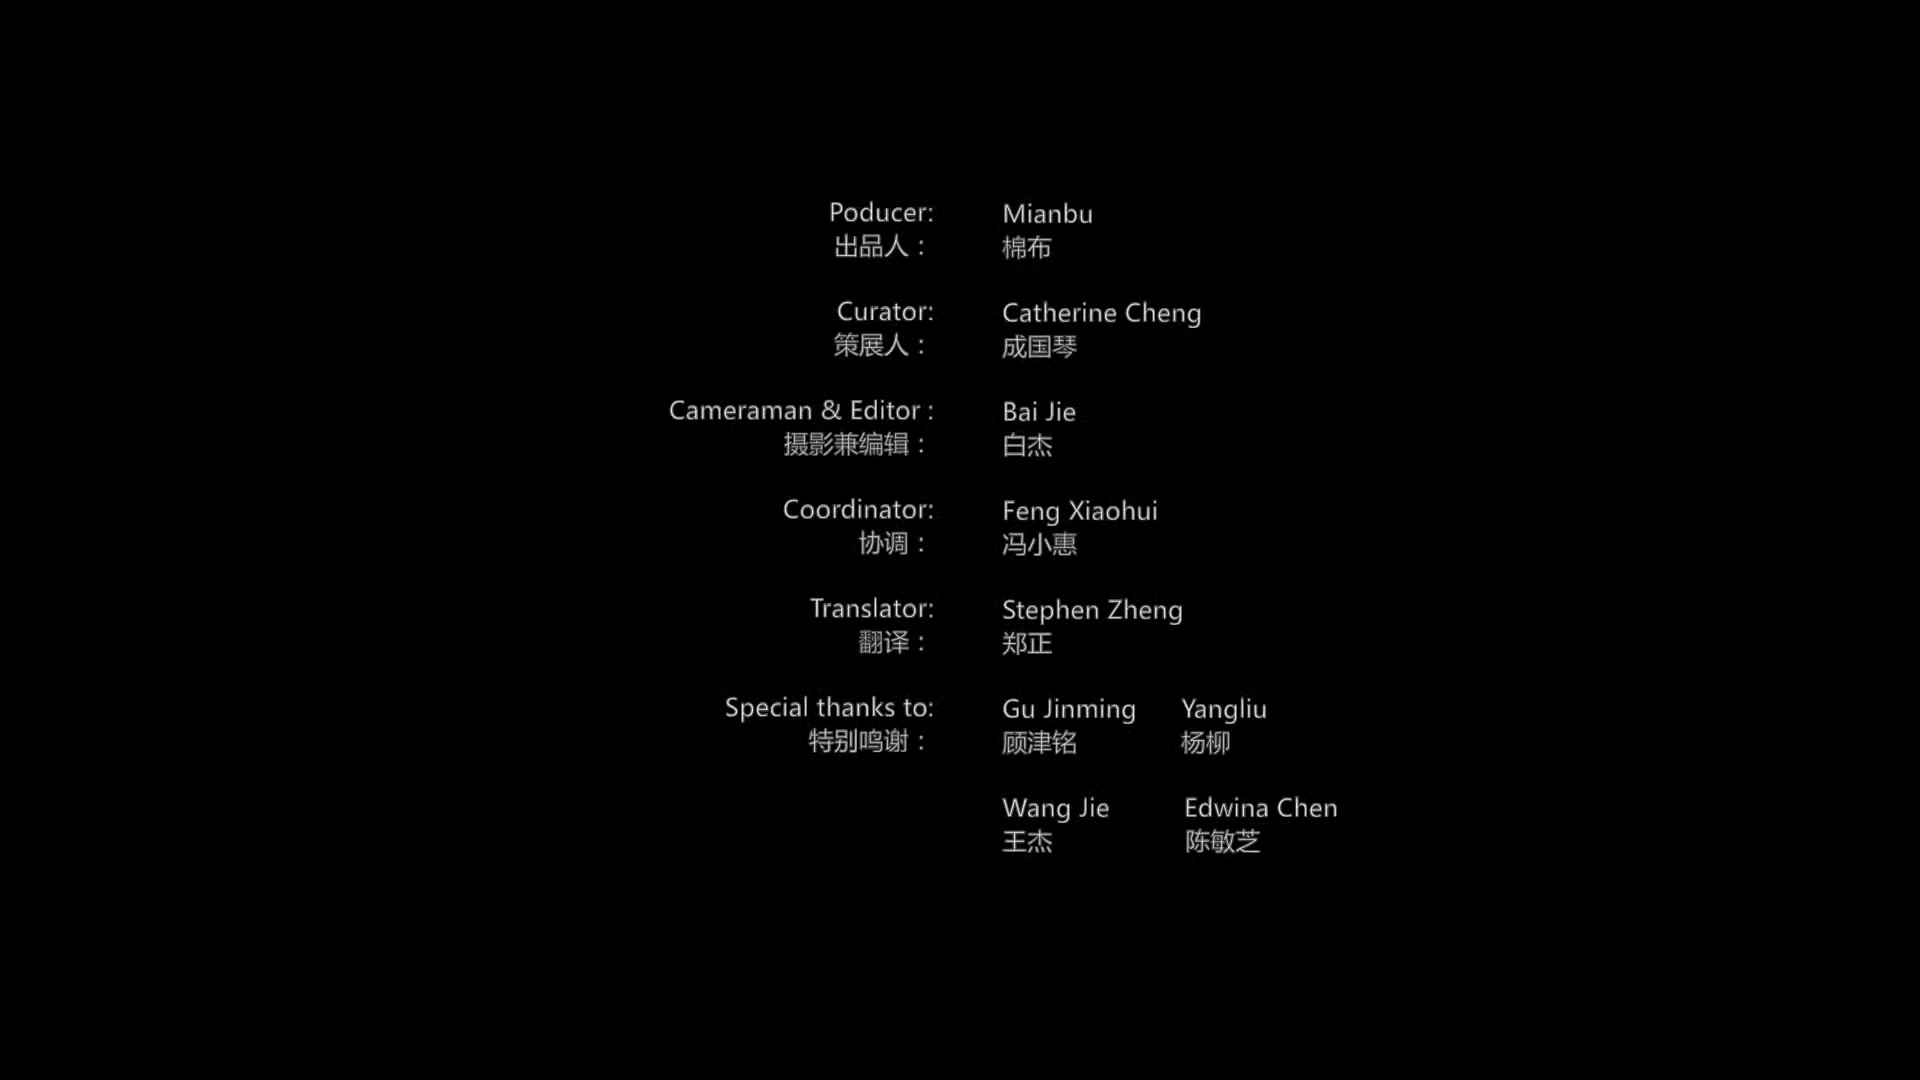 Poducer: Mianbu
出品人： 棉布
Curator: Catherine Cheng
策展人： 成国琴
Cameraman & Editor : Bai Jie
摄影兼编辑： 白杰
Coordinator: Feng Xiaohui
协调： 冯小惠
Translator: Stephen Zheng
翻译： 郑正
Special thanks to: Gu Jinming Yangliu
特别鸣谢： 顾津铭 杨柳
Wang Jie Edwina Chen
王杰 陈敏芝